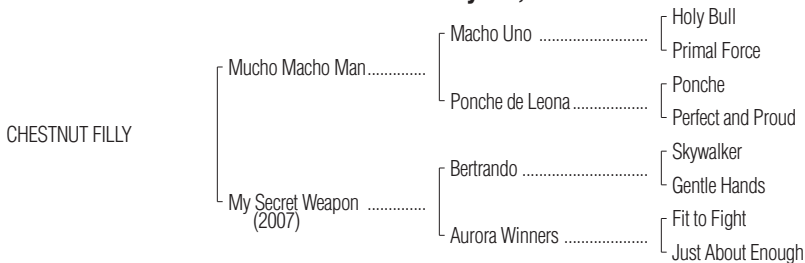 Holy Bull
Macho Uno ....................
Primal Force
Mucho Macho Man..............
Ponche
Ponche de Leona..................
Perfect and Proud
CHESTNUT FILLY
Skywalker
Bertrando ........................
Gentle Hands
My Secret Weapon ..............
(2007)
Fit to Fight
Aurora Winners ....................
Just About Enough